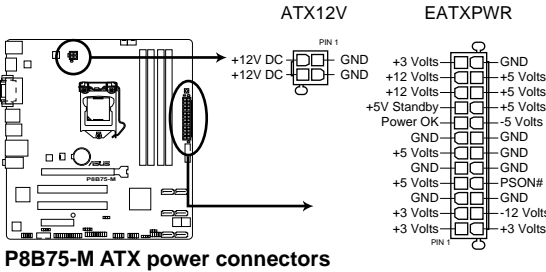 ATX12V
EATXPWR
PIN 1
+12V DC GND
+12V DC GND
+3 Volts GND
+12 Volts +5 Volts
+12 Volts +5 Volts
+5V Standby +5 Volts
Power OK -5 Volts
GND GND
+5 Volts GND
GND GND
+5 Volts PSON#
GND GND
+3 Volts -12 Volts
+3 Volts +3 Volts
PIN 1
ASUS
P8B75-M
P8B75-M ATX power connectors